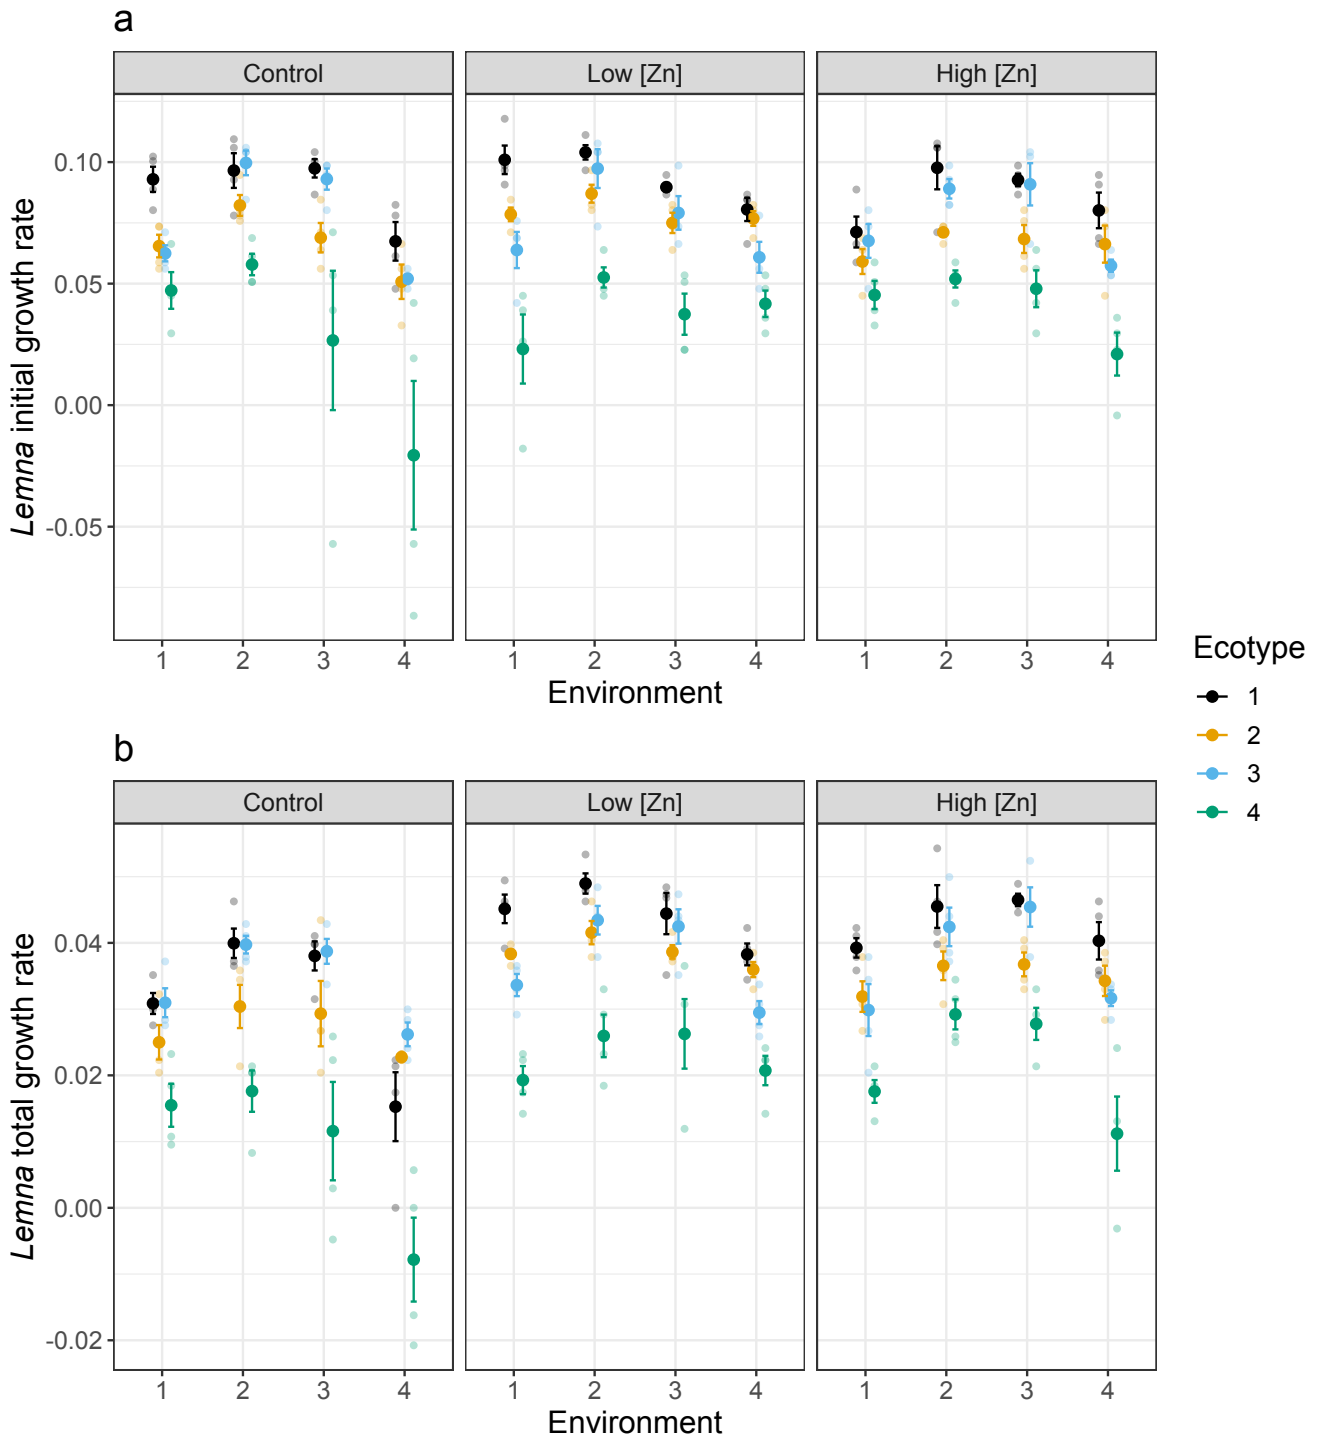 a
Control Low [Zn] High [Zn]
0.10
0.05
0.00
-0.05
Lemna initial growth rate
1 2 3 4 1 2 3 4 1 2 3 4
Environment
Ecotype
1
2
3
4
b
Control Low [Zn] High [Zn]
0.04
0.02
0.00
-0.02
Lemna total growth rate
1 2 3 4 1 2 3 4 1 2 3 4
Environment